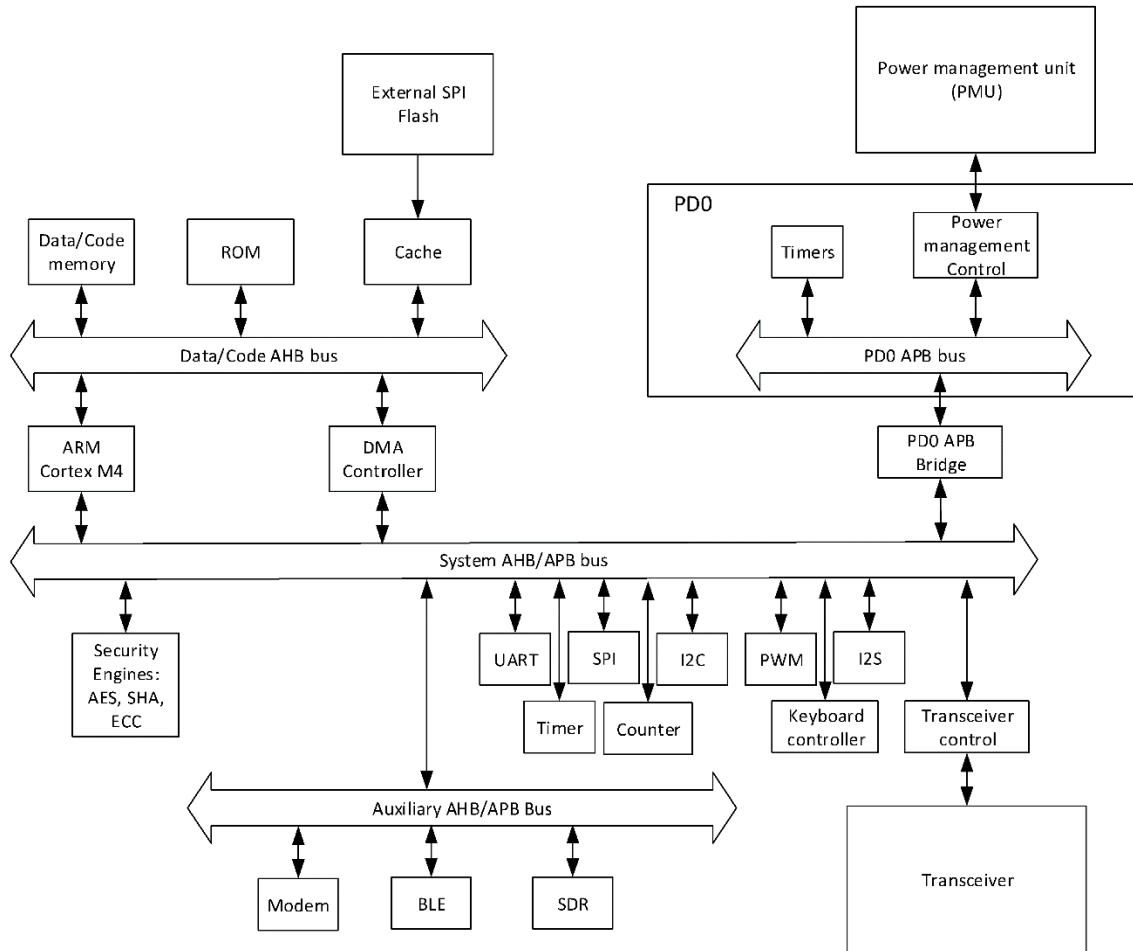 Power management unit
(PMU)
External SPI
Flash
PD0
Data/Code
memory
ROM
Cache
Timers
Power
management
Control
Data/Code AHB bus
PD0 APB bus
ARM
Cortex M4
DMA
Controller
PD0 APB
Bridge
System AHB/APB bus
Security
Engines:
AES, SHA,
ECC
UART
SPI
I2C
PWM
I2S
Timer
Counter
Keyboard
controller
Transceiver
control
Auxiliary AHB/APB Bus
Modem
BLE
SDR
Transceiver